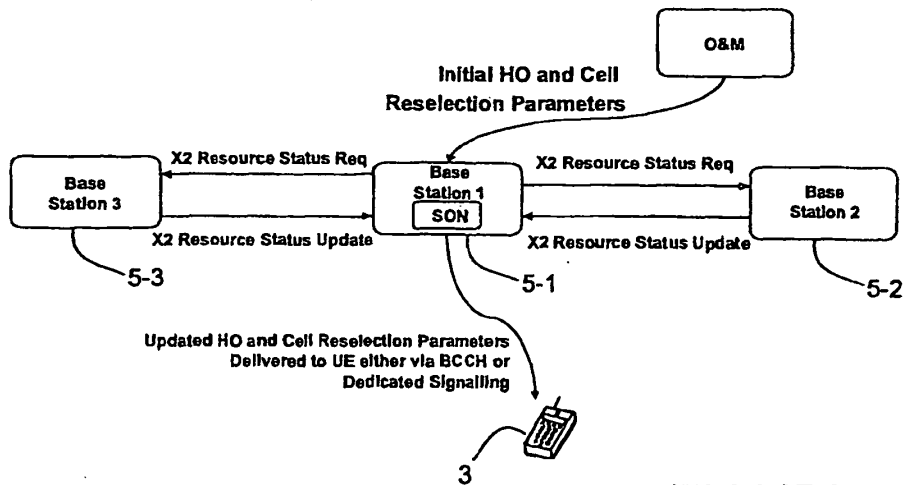 O&M
Initial HO and Cell
Reselection Parameters
X2 Resource Status Req
X2 Resource Status Req
Base
Station 3
Base
Station 1
SON
Base
Station 2
X2 Resource Status Update
X2 Resource Status Update
5-3
5-1
5-2
Updated HO and Cell Reselection Parameters
Delivered to UE either via BCCH or
Dedicated Signalling
3